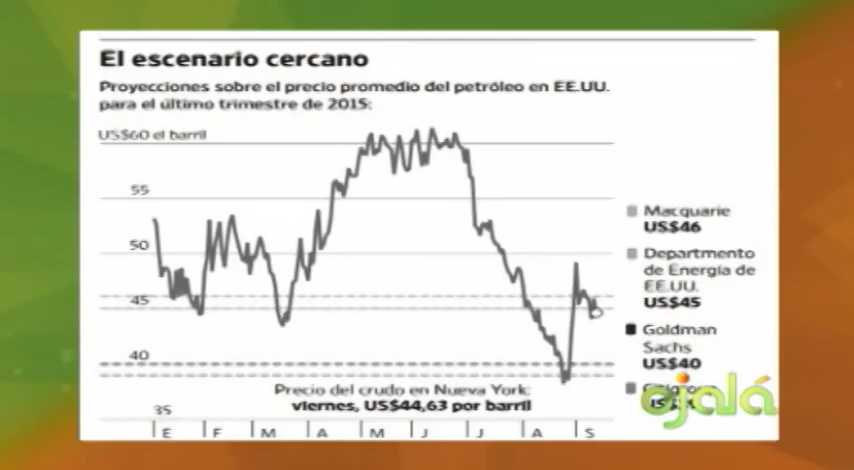 El escenario cercano
Proyecciones sobre el precio promedio del petróleo en EE.UU.
para el último trimestre de 2015:
US$60 el barril
55
50
45
40
35
Precio del crudo en Nueva York:
viernes, US$44,63 por barril
E F M A M J J A S
Macquarie
US$46
Departmento
de Energía de
EE.UU.
US$45
Goldman
Sachs
US$40
ojalá